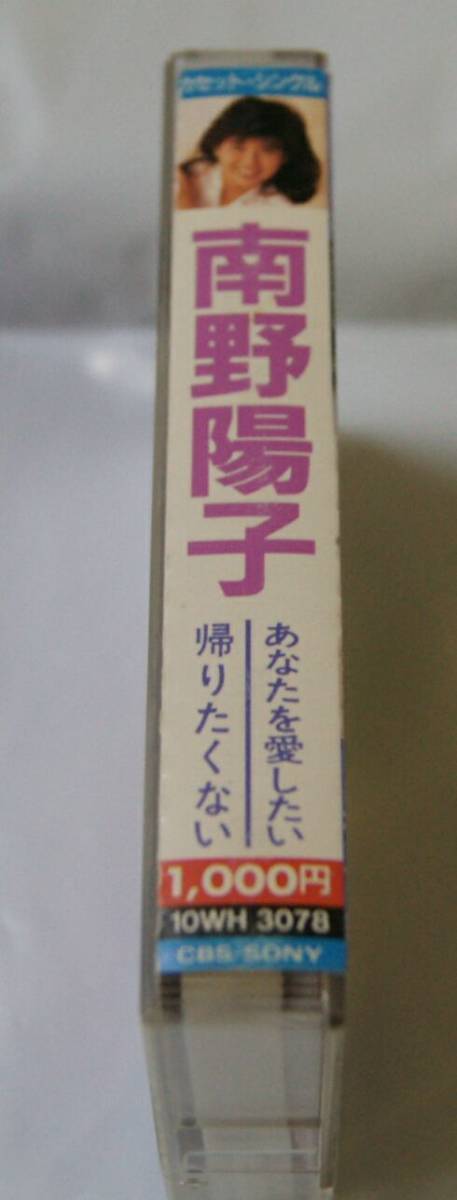 カセット・シングル
南野陽子
あなたを愛したい
帰りたくない
1,000円
10WH 3078
CBS/SONY